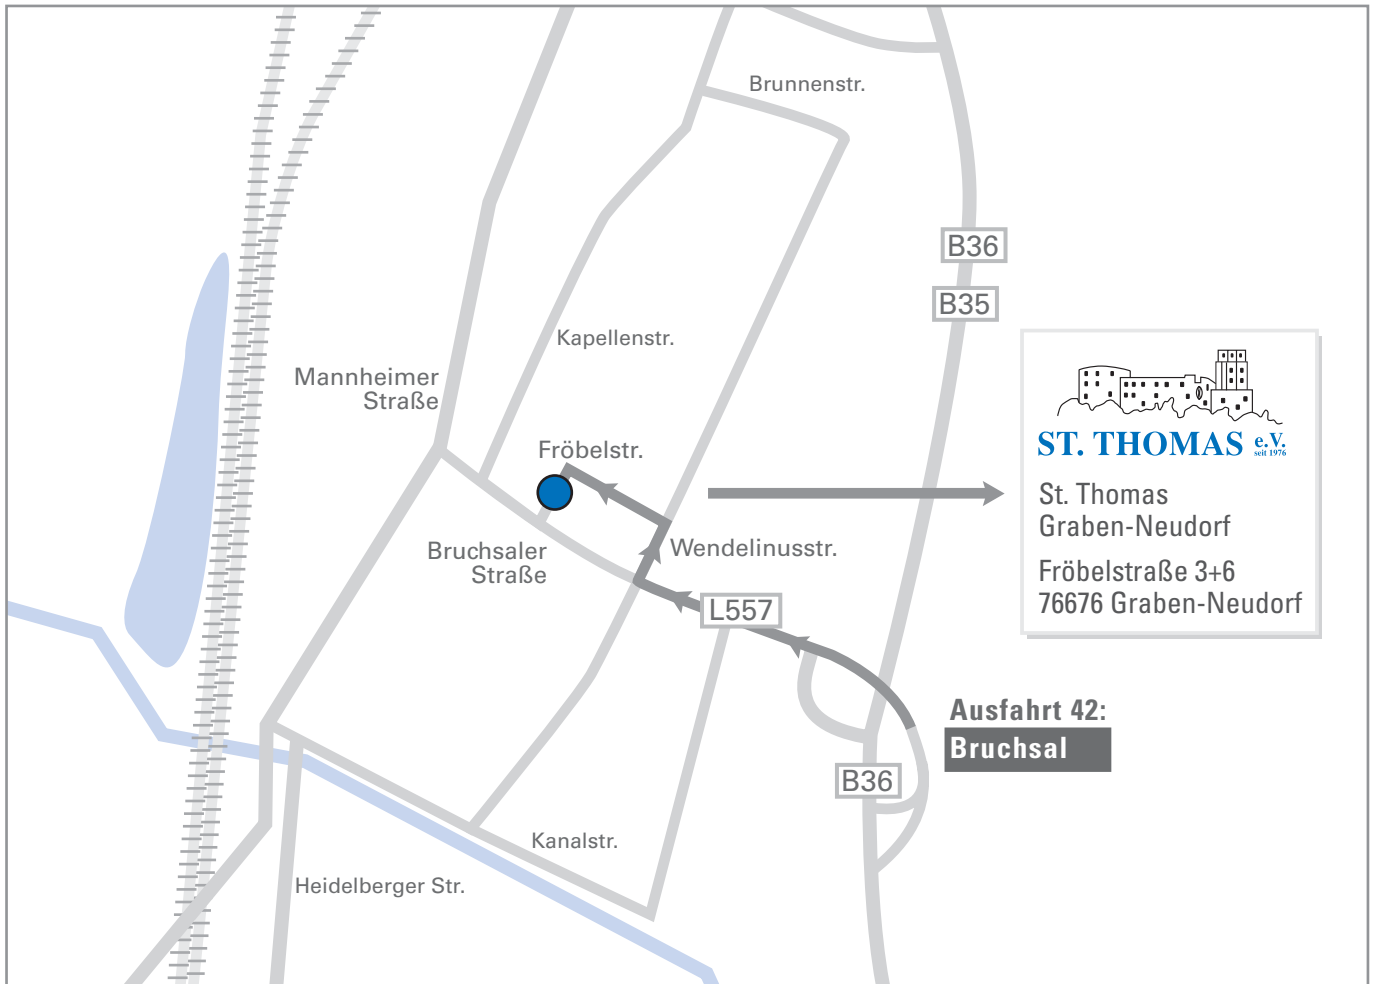 Brunnenstr.
B36
B35
Kapellenstr.
Mannheimer
Straße
Fröbelstr.
ST. THOMAS e.V.
seit 1976
St. Thomas
Graben-Neudorf
Fröbelstraße 3+6
76676 Graben-Neudorf
Bruchsaler
Straße
Wendelinusstr.
L557
Ausfahrt 42:
Bruchsal
B36
Kanalstr.
Heidelberger Str.